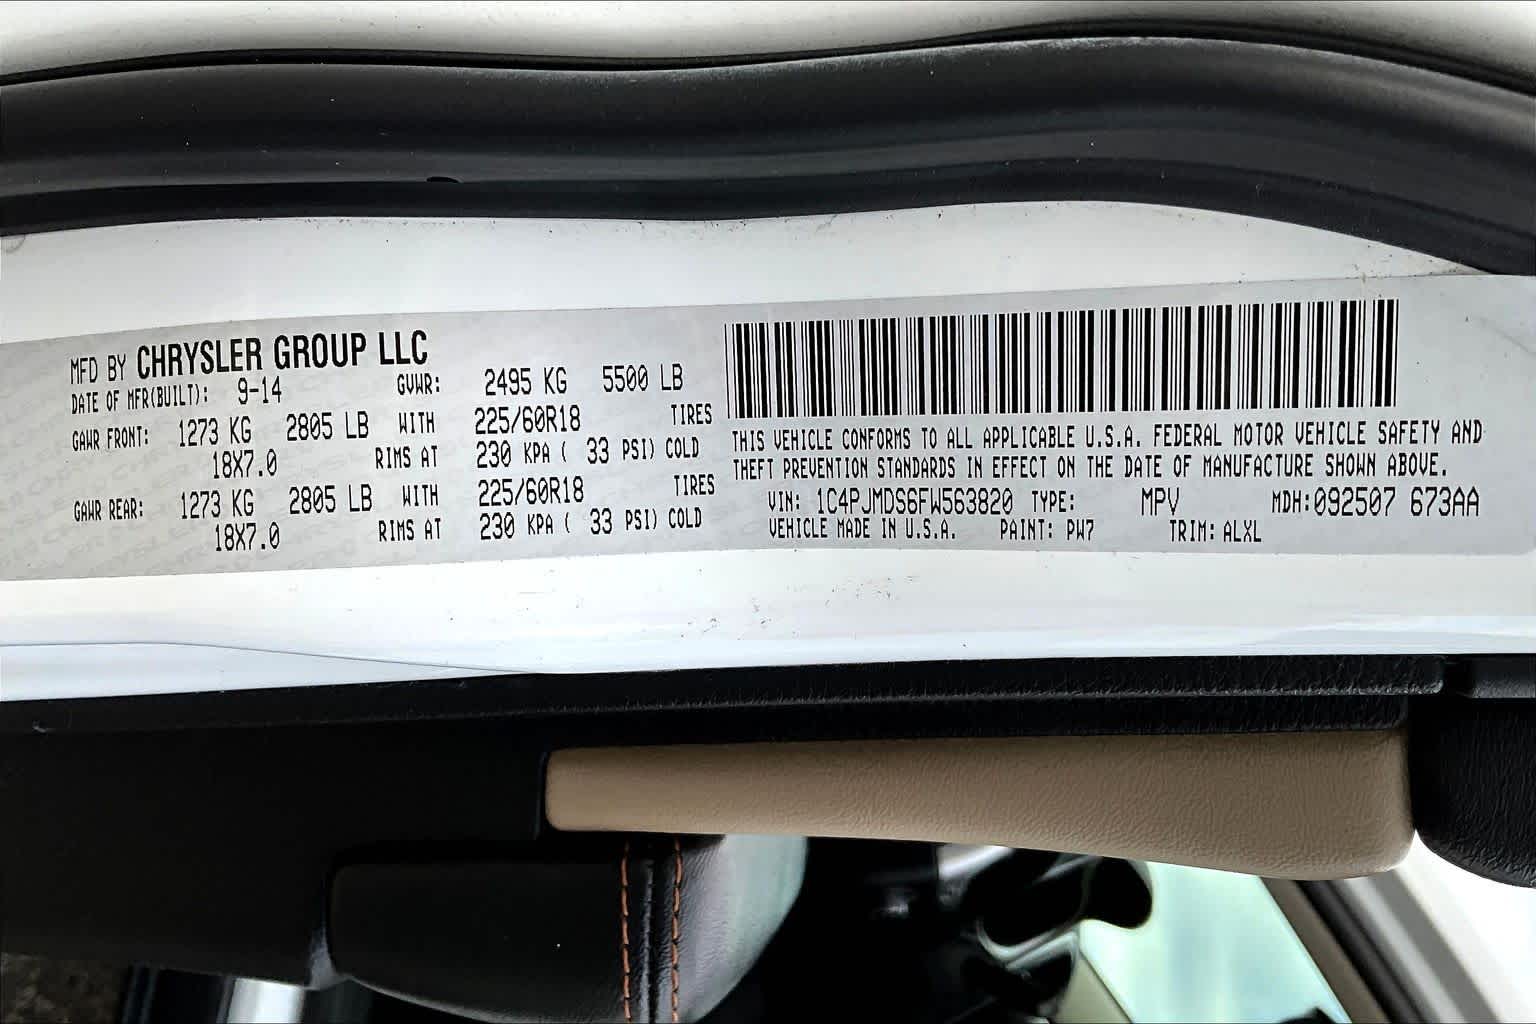 MFD BY CHRYSLER GROUP LLC
DATE OF MFR(BUILT): 9-14 GVWR: 2495 KG 5500 LB
GAWR FRONT: 1273 KG 2805 LB WITH 225/60R18 TIRES
18X7.0 RIMS AT 230 KPA ( 33 PSI) COLD
GAWR REAR: 1273 KG 2805 LB WITH 225/60R18 TIRES
18X7.0 RIMS AT 230 KPA ( 33 PSI) COLD
THIS VEHICLE CONFORMS TO ALL APPLICABLE U.S.A. FEDERAL MOTOR VEHICLE SAFETY AND
THEFT PREVENTION STANDARDS IN EFFECT ON THE DATE OF MANUFACTURE SHOWN ABOVE.
VIN: 1C4PJMDS6FW563820 TYPE: MPV MDH:092507 673AA
VEHICLE MADE IN U.S.A. PAINT: PW7 TRIM: ALXL